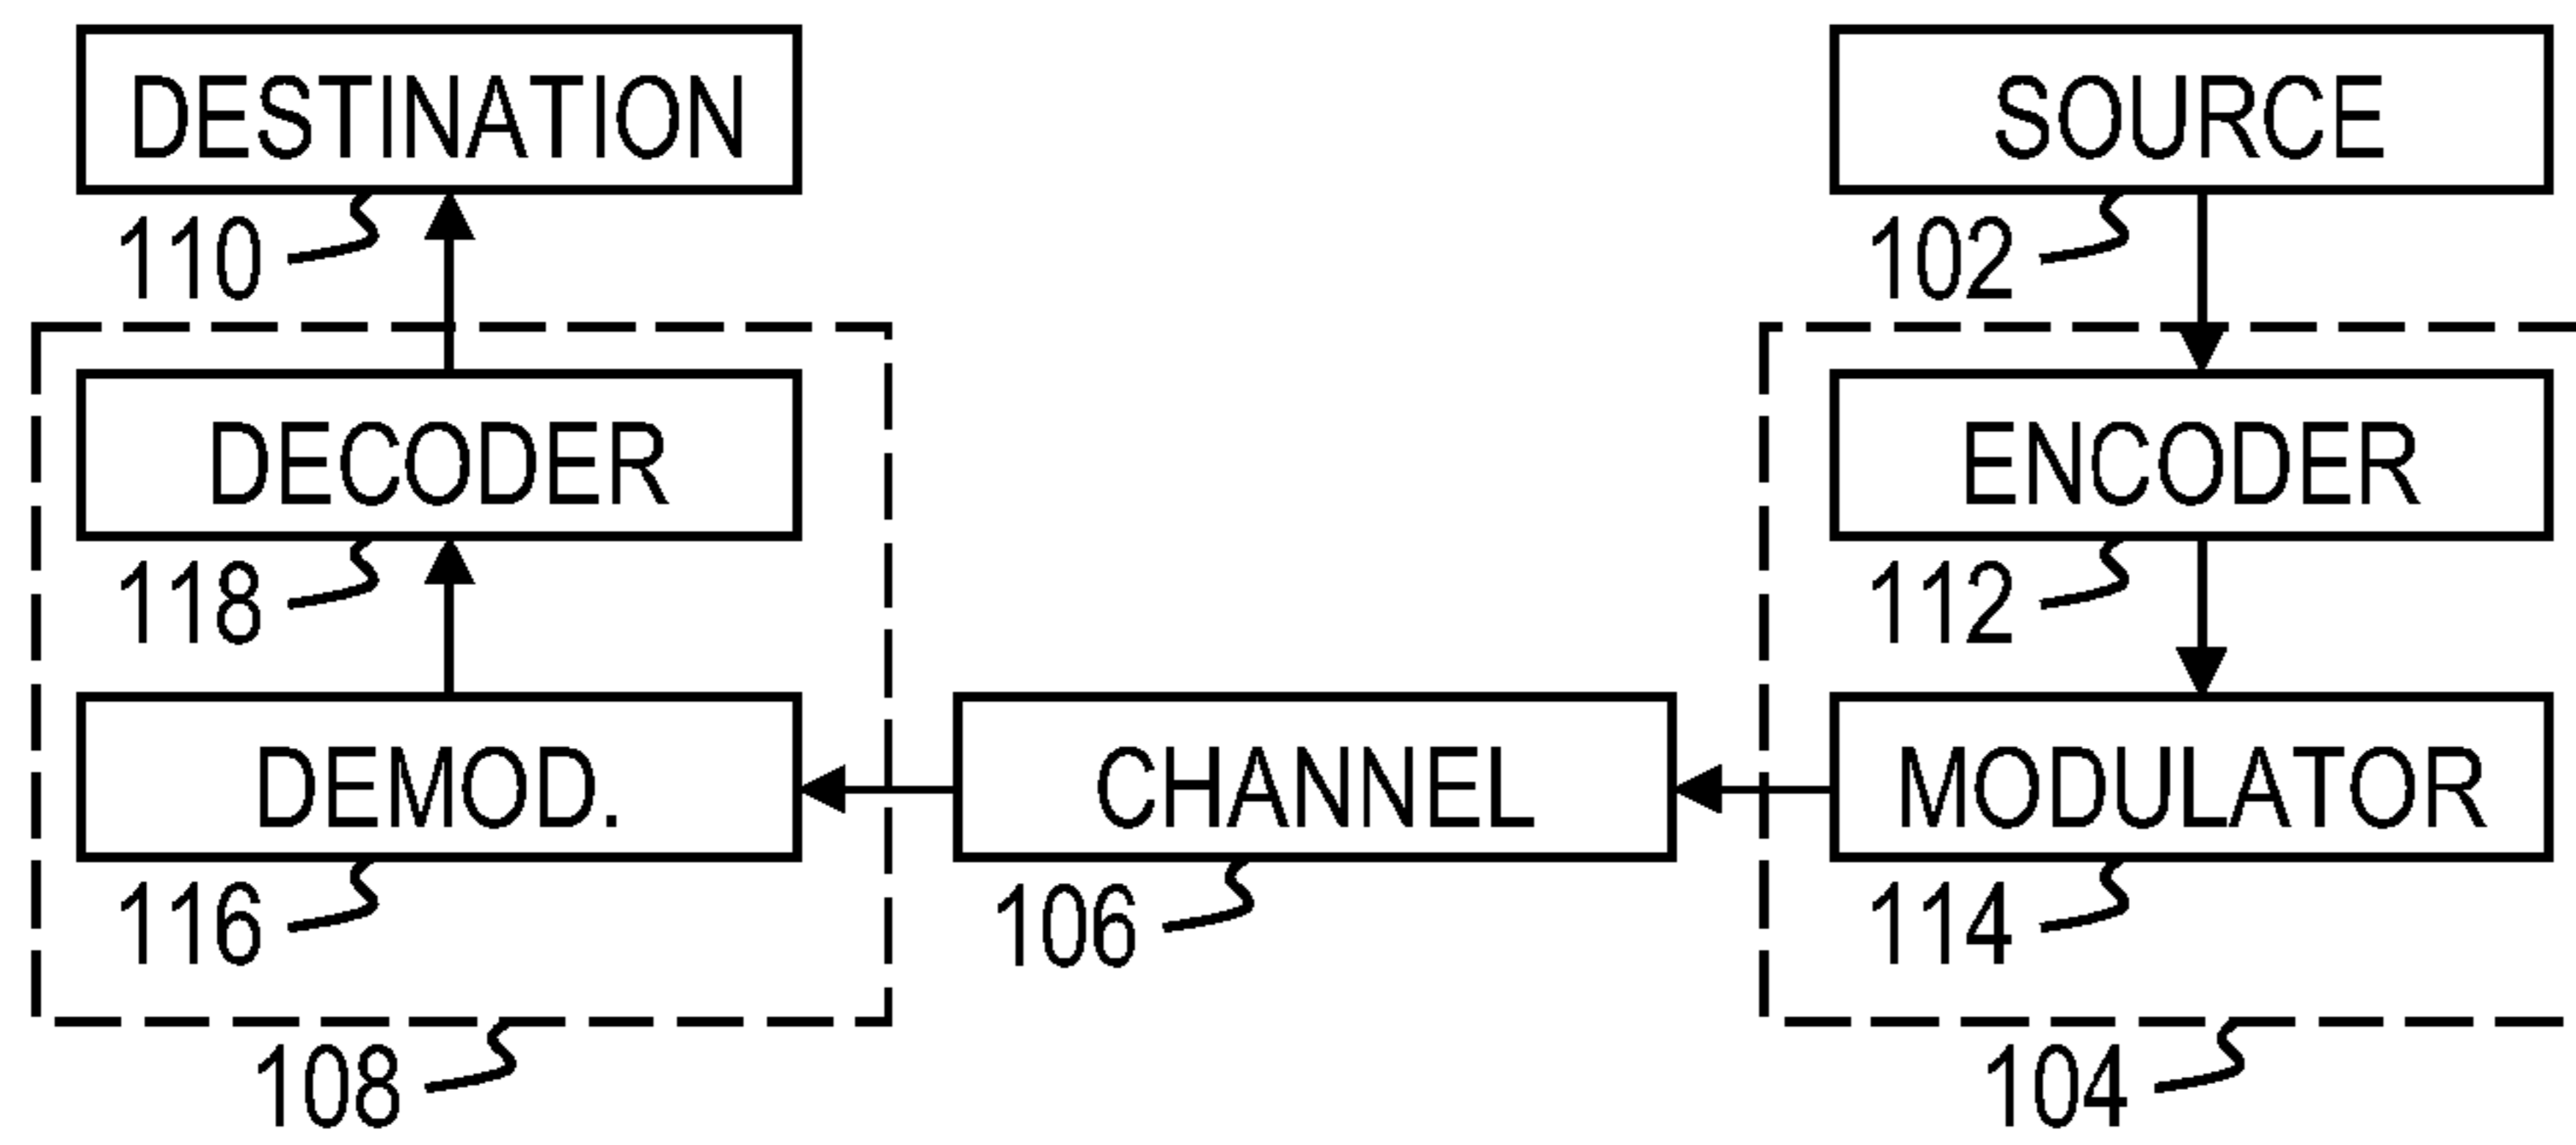 DESTINATION SOURCE
110 102
DECODER ENCODER
118 112
DEMOD. CHANNEL MODULATOR
116 106 114
108 104